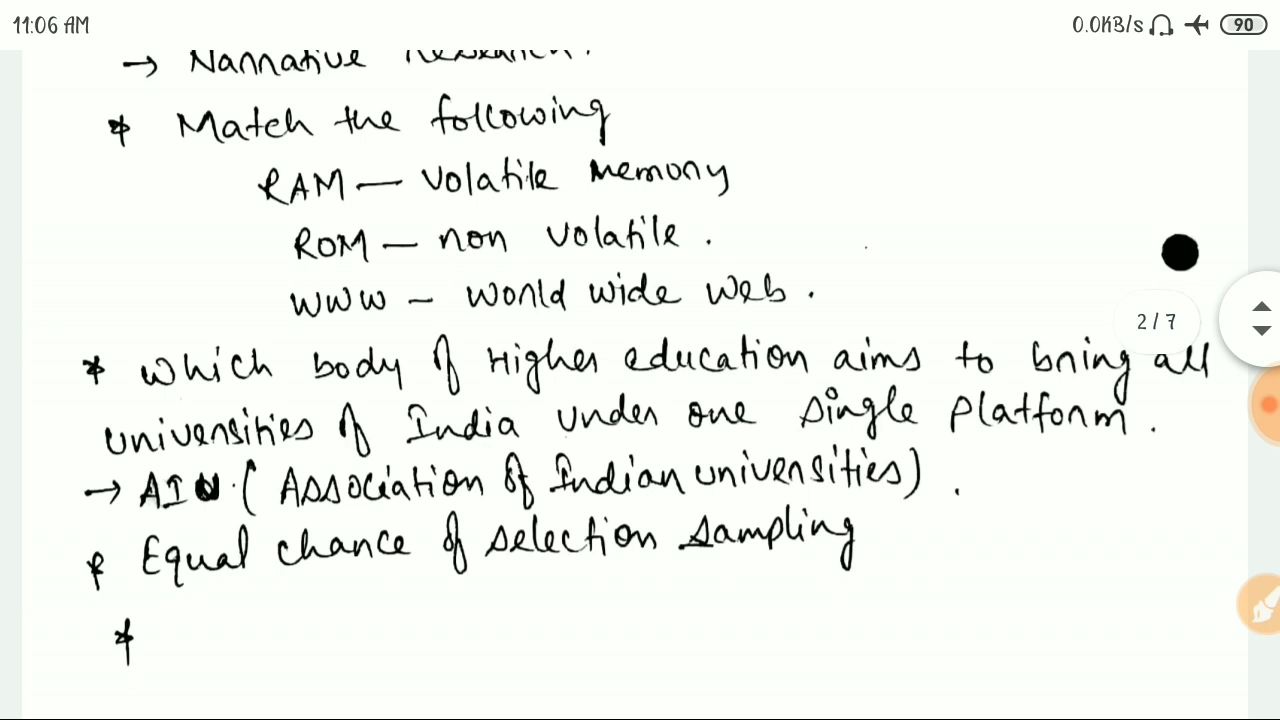 11:06 AM
0.0KB/s 90
→ Narrative Research.
* Match the following
RAM — Volatile Memory
ROM — non volatile.
WWW — World wide Web.
2/7
* Which body of Higher education aims to bring all
universities of India under one single Platform.
→ AIU. (Association of Indian universities).
* Equal chance of selection sampling
*